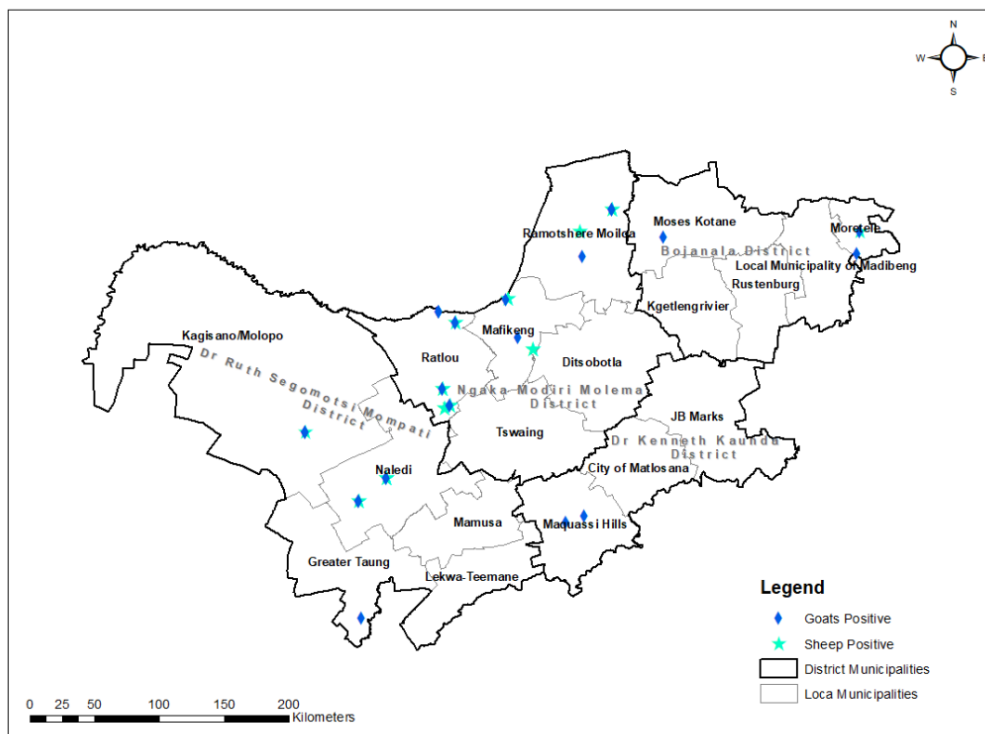 N
W E
S
Moses Kotane
Ramotshere Moiloa
Moretele
Bojanala District
Local Municipality of Madibeng
Rustenburg
Kgetlengrivier
Kagisano/Molopo
Mafikeng
Ratlou
Ditsobotla
Dr Ruth Segomotsi Mompati
District
Ngaka Modiri Molema
District
Tswaing
JB Marks
Dr Kenneth Kaunda
District
City of Matlosana
Naledi
Mamusa
Maquassi Hills
Greater Taung
Lekwa-Teemane
Legend
Goats Positive
Sheep Positive
District Municipalities
Loca Municipalities
0 25 50 100 150 200
Kilometers